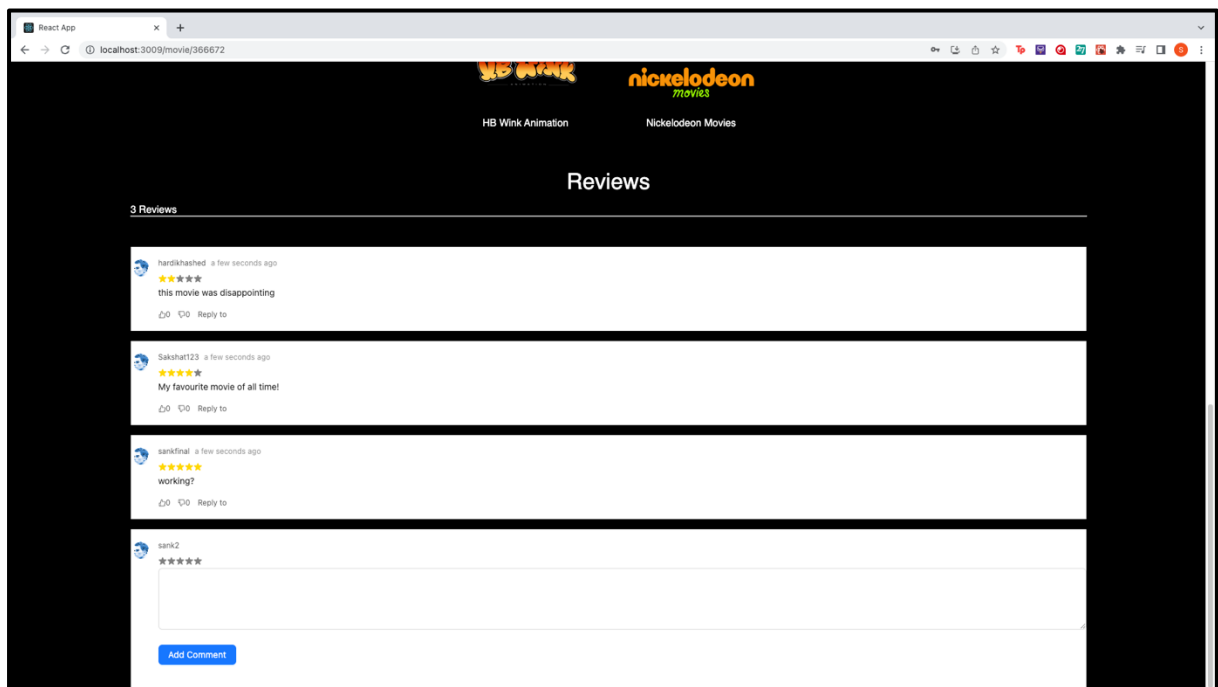 React App
localhost:3009/movie/366672
nickelodeon
movies
HB Wink Animation
Nickelodeon Movies
Reviews
3 Reviews
hardikhashed a few seconds ago
this movie was disappointing
0 0 Reply to
Sakshat123 a few seconds ago
My favourite movie of all time!
0 0 Reply to
sankfinal a few seconds ago
working?
0 0 Reply to
sank2
Add Comment